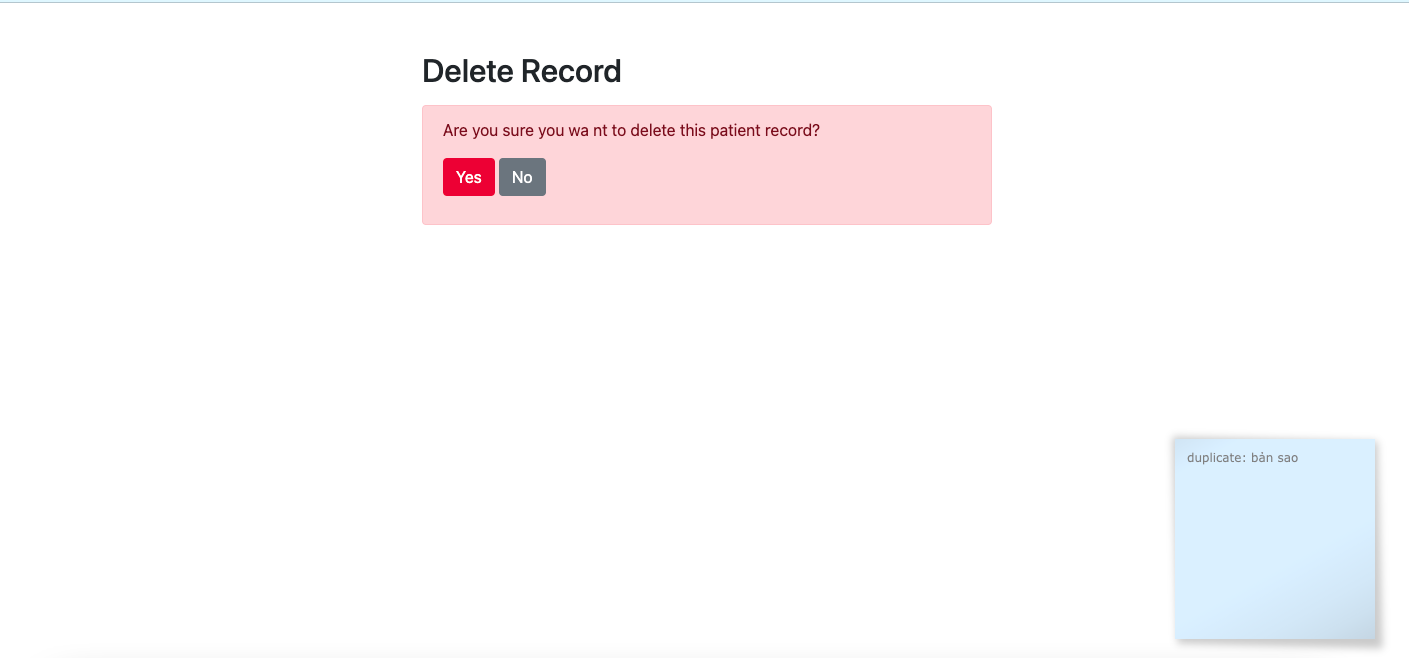 Delete Record
Are you sure you wa nt to delete this patient record?
Yes No
duplicate: bản sao